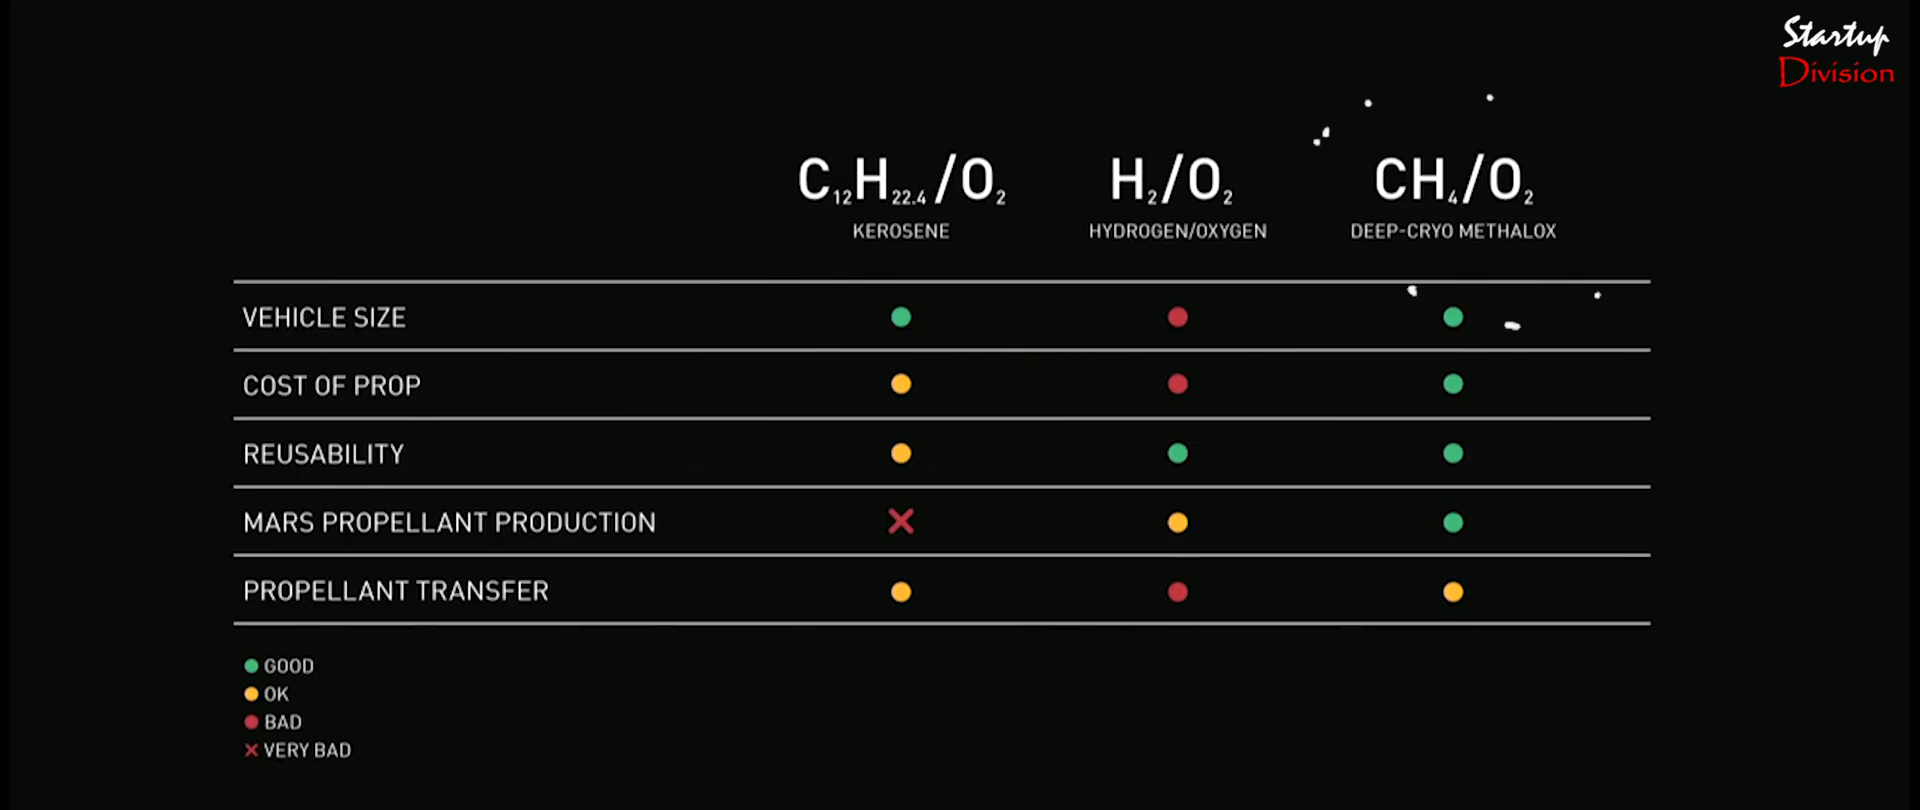 Startup
Division
C₁₂H₂₂.₄/O₂ H₂/O₂ CH₄/O₂
KEROSENE HYDROGEN/OXYGEN DEEP-CRYO METHALOX
VEHICLE SIZE
COST OF PROP
REUSABILITY
MARS PROPELLANT PRODUCTION
PROPELLANT TRANSFER
GOOD
OK
BAD
VERY BAD